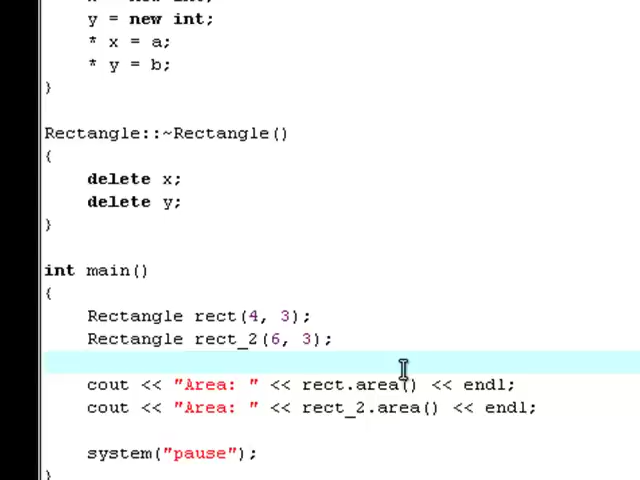 y = new int;
* x = a;
* y = b;
}
Rectangle::~Rectangle()
{
delete x;
delete y;
}
int main()
{
Rectangle rect(4, 3);
Rectangle rect_2(6, 3);
cout << "Area: " << rect.area() << endl;
cout << "Area: " << rect_2.area() << endl;
system("pause");
}